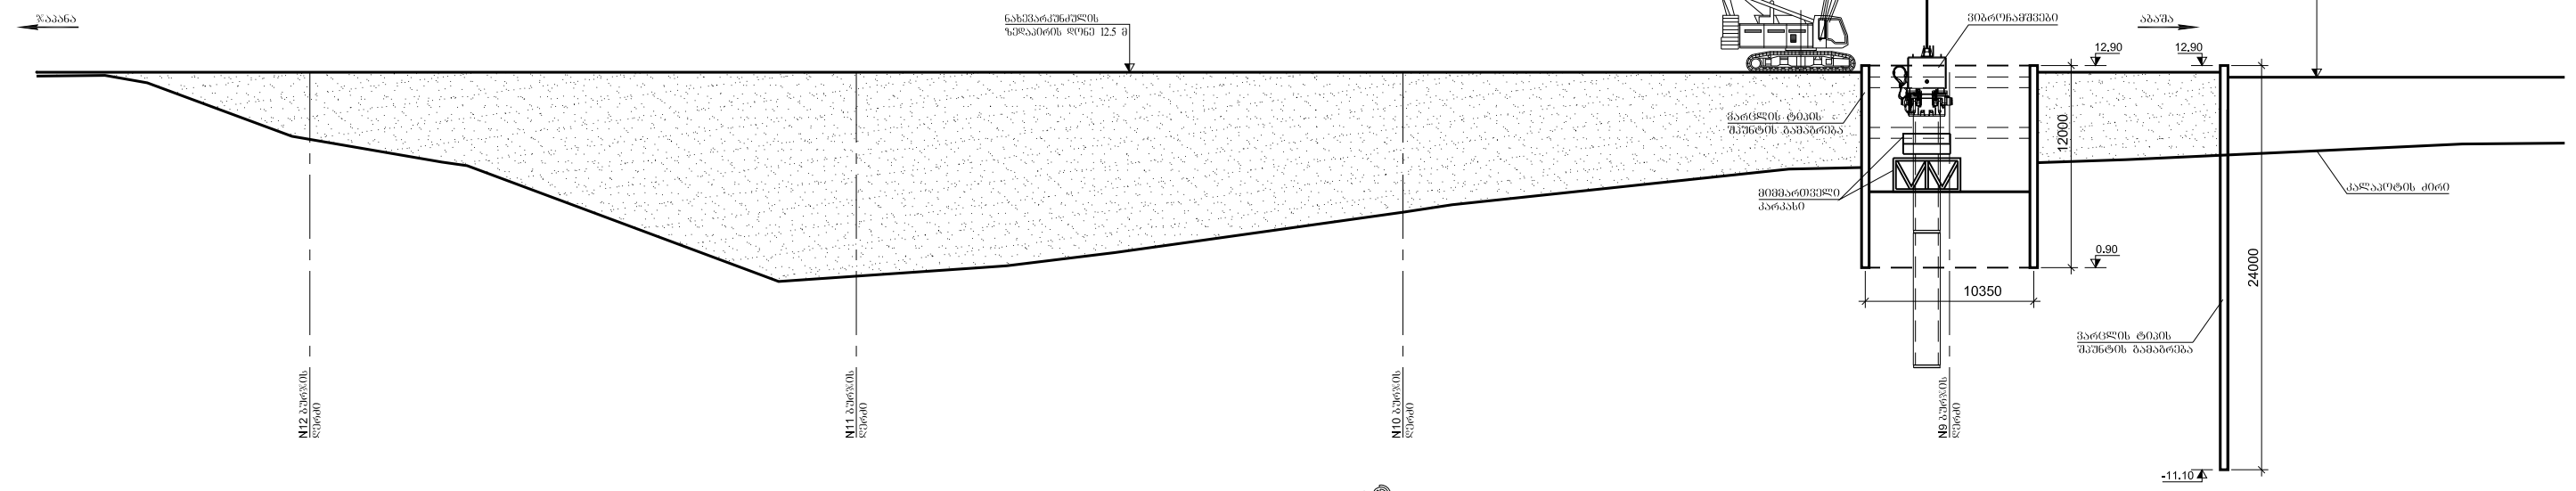 ჯაპანა
ნახევარკუნძულის
ზედაპირის დონე 12.5 მ
ვიბროჩამშვები
აბაშა
12,90
12,90
ვარცლის ტიპის
შპუნტის გამაგრება
12000
მიმმართველი
კარკასი
კალაპოტის ძირი
0.90
24000
10350
ვარცლის ტიპის
შპუნტის გამაგრება
N12 ბურჯის
ღერძი
N11 ბურჯის
ღერძი
N10 ბურჯის
ღერძი
N9 ბურჯის
ღერძი
-11.10